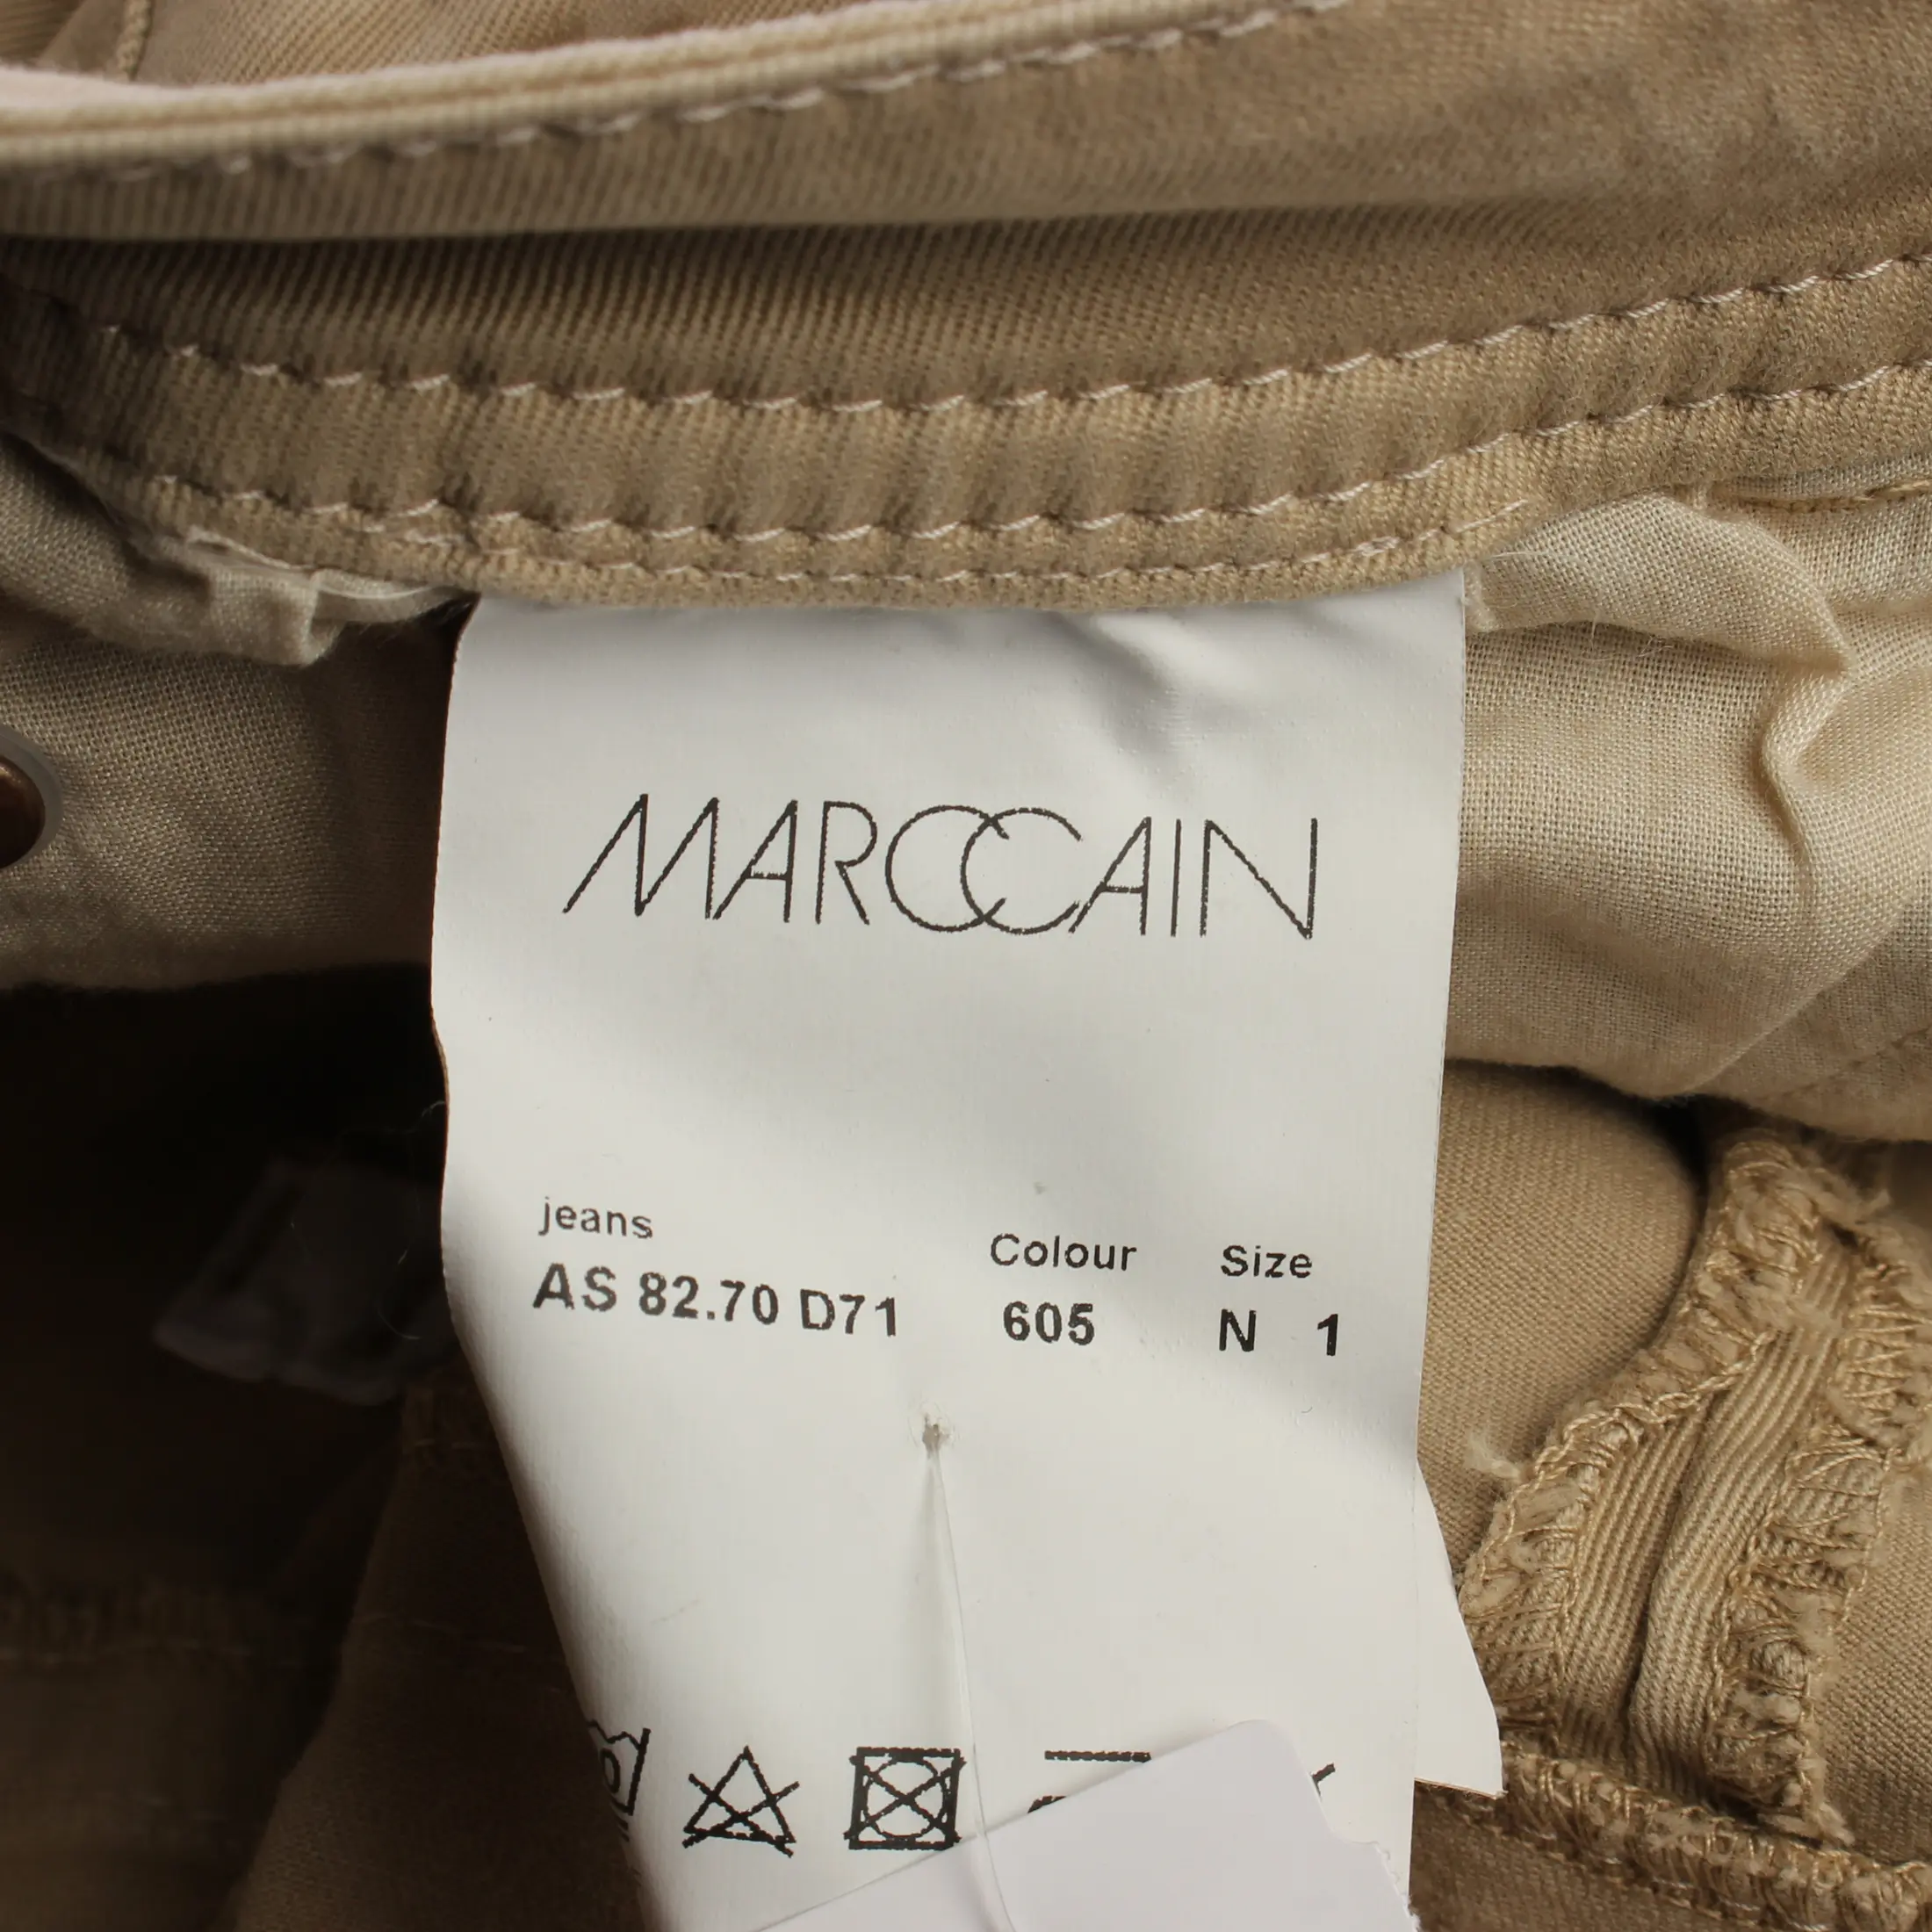 MARCCAIN
jeans Colour Size
AS 82.70 D71 605 N 1